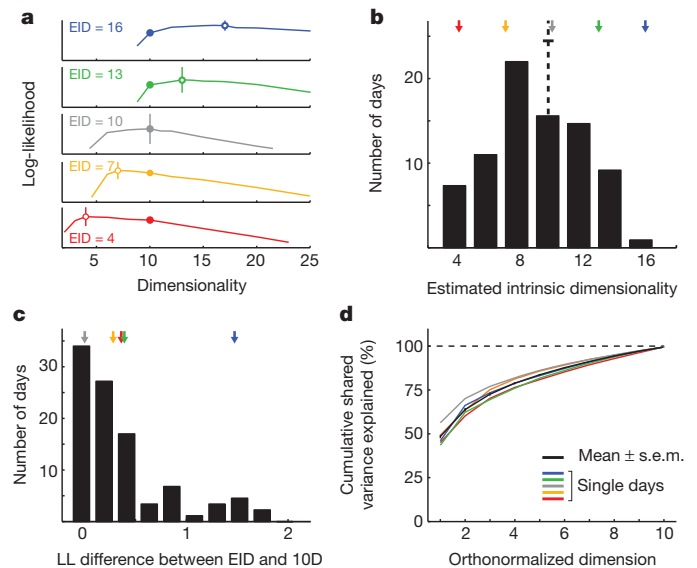 a
EID = 16
EID = 13
EID = 10
EID = 7
EID = 4
Log-likelihood
5 10 15 20 25
Dimensionality
b
20
10
Number of days
4 8 12 16
Estimated intrinsic dimensionality
c
30
20
10
Number of days
0 1 2
LL difference between EID and 10D
d
100
75
50
25
0
Cumulative shared
variance explained (%)
Mean ± s.e.m.
Single days
2 4 6 8 10
Orthonormalized dimension